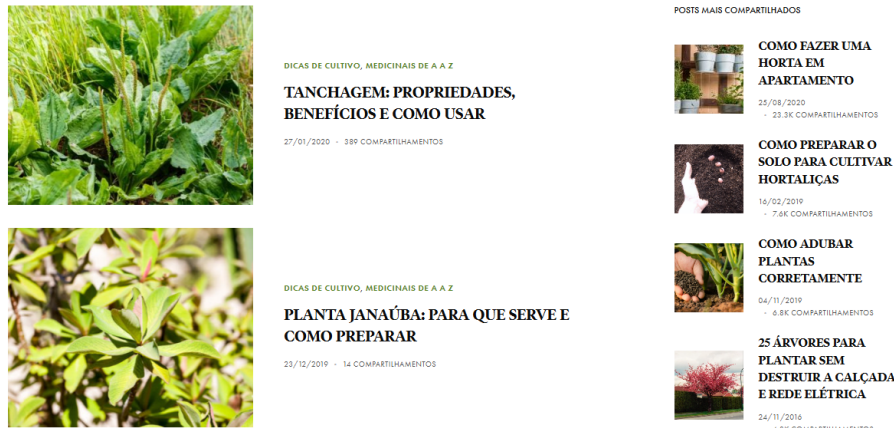 DICAS DE CULTIVO, MEDICINAIS DE A A Z
TANCHAGEM: PROPRIEDADES,
BENEFÍCIOS E COMO USAR
27/01/2020 - 389 COMPARTILHAMENTOS
DICAS DE CULTIVO, MEDICINAIS DE A A Z
PLANTA JANAÚBA: PARA QUE SERVE E
COMO PREPARAR
23/12/2019 - 14 COMPARTILHAMENTOS
POSTS MAIS COMPARTILHADOS
COMO FAZER UMA
HORTA EM
APARTAMENTO
25/08/2020
- 23.3K COMPARTILHAMENTOS
COMO PREPARAR O
SOLO PARA CULTIVAR
HORTALIÇAS
16/02/2019
- 7.6K COMPARTILHAMENTOS
COMO ADUBAR
PLANTAS
CORRETAMENTE
04/11/2019
- 6.8K COMPARTILHAMENTOS
25 ÁRVORES PARA
PLANTAR SEM
DESTRUIR A CALÇADA
E REDE ELÉTRICA
24/11/2016